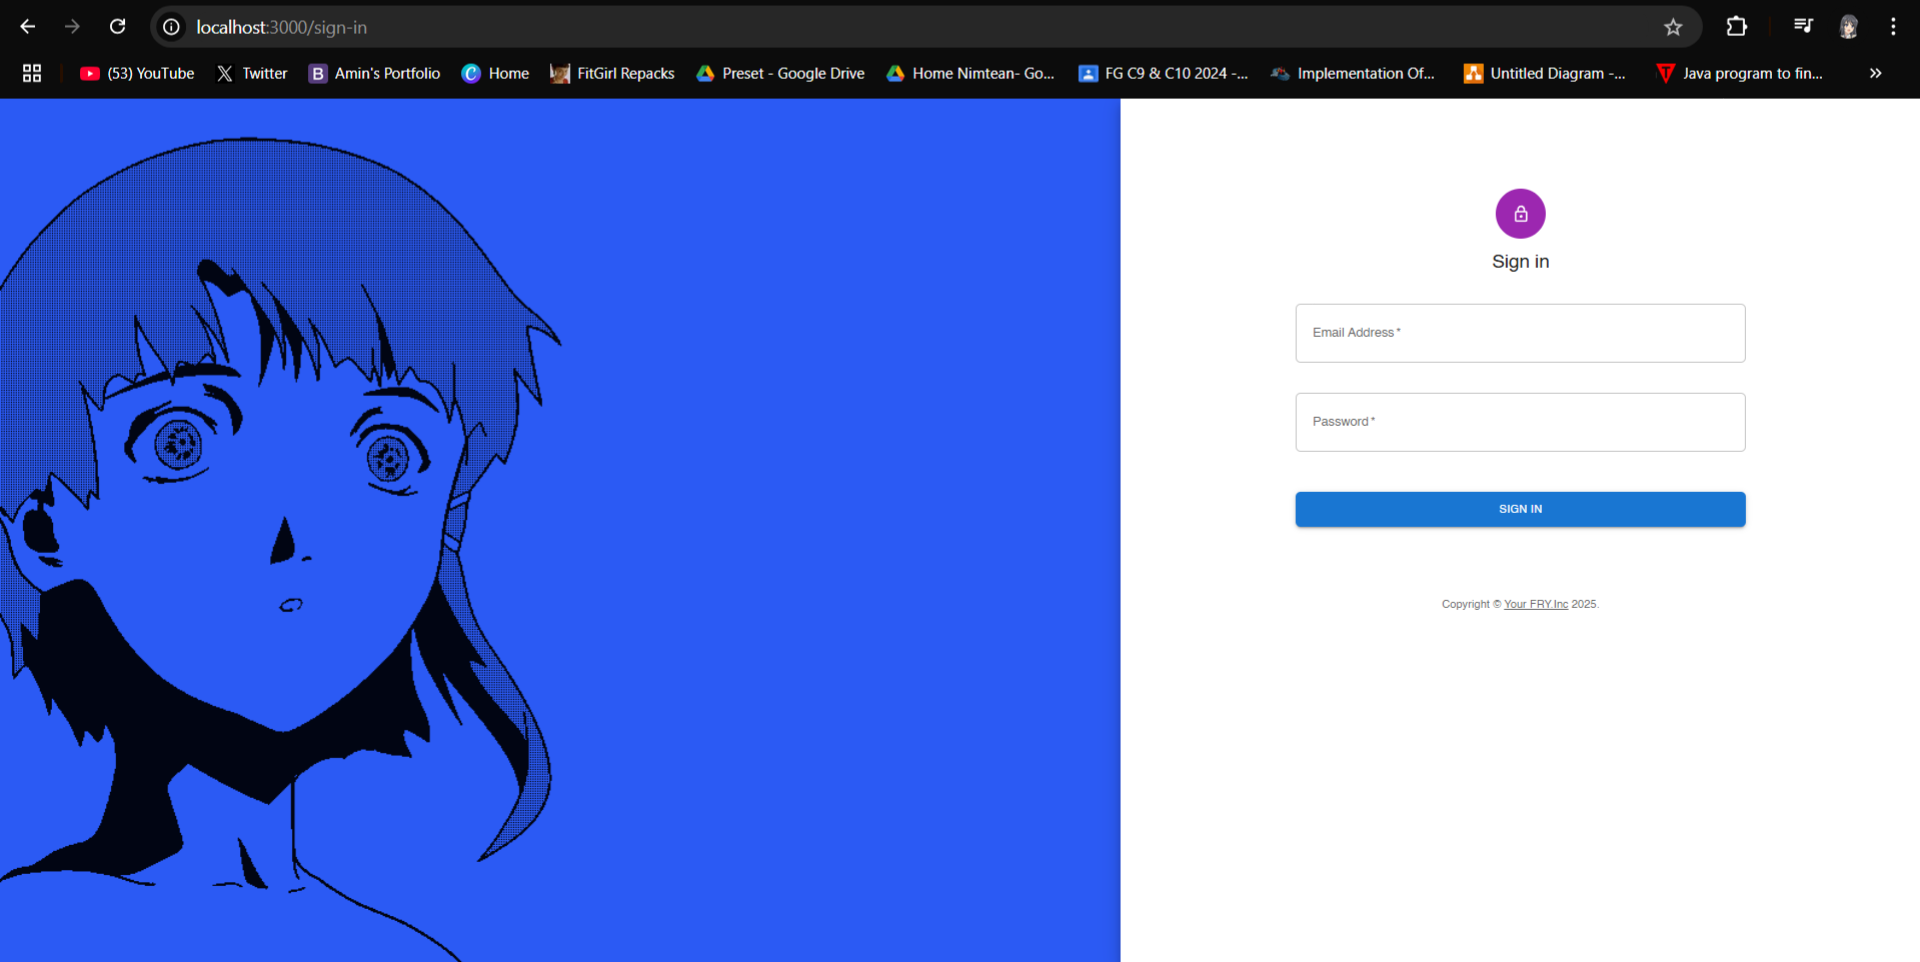 localhost:3000/sign-in
(53) YouTube
Twitter
B Amin's Portfolio
Home
FitGirl Repacks
Preset - Google Drive
Home Nimtean- Go...
FG C9 & C10 2024 -...
Implementation Of...
Untitled Diagram -...
Java program to fin...
»
Sign in
Email Address *
Password *
SIGN IN
Copyright © Your FRY.Inc 2025.